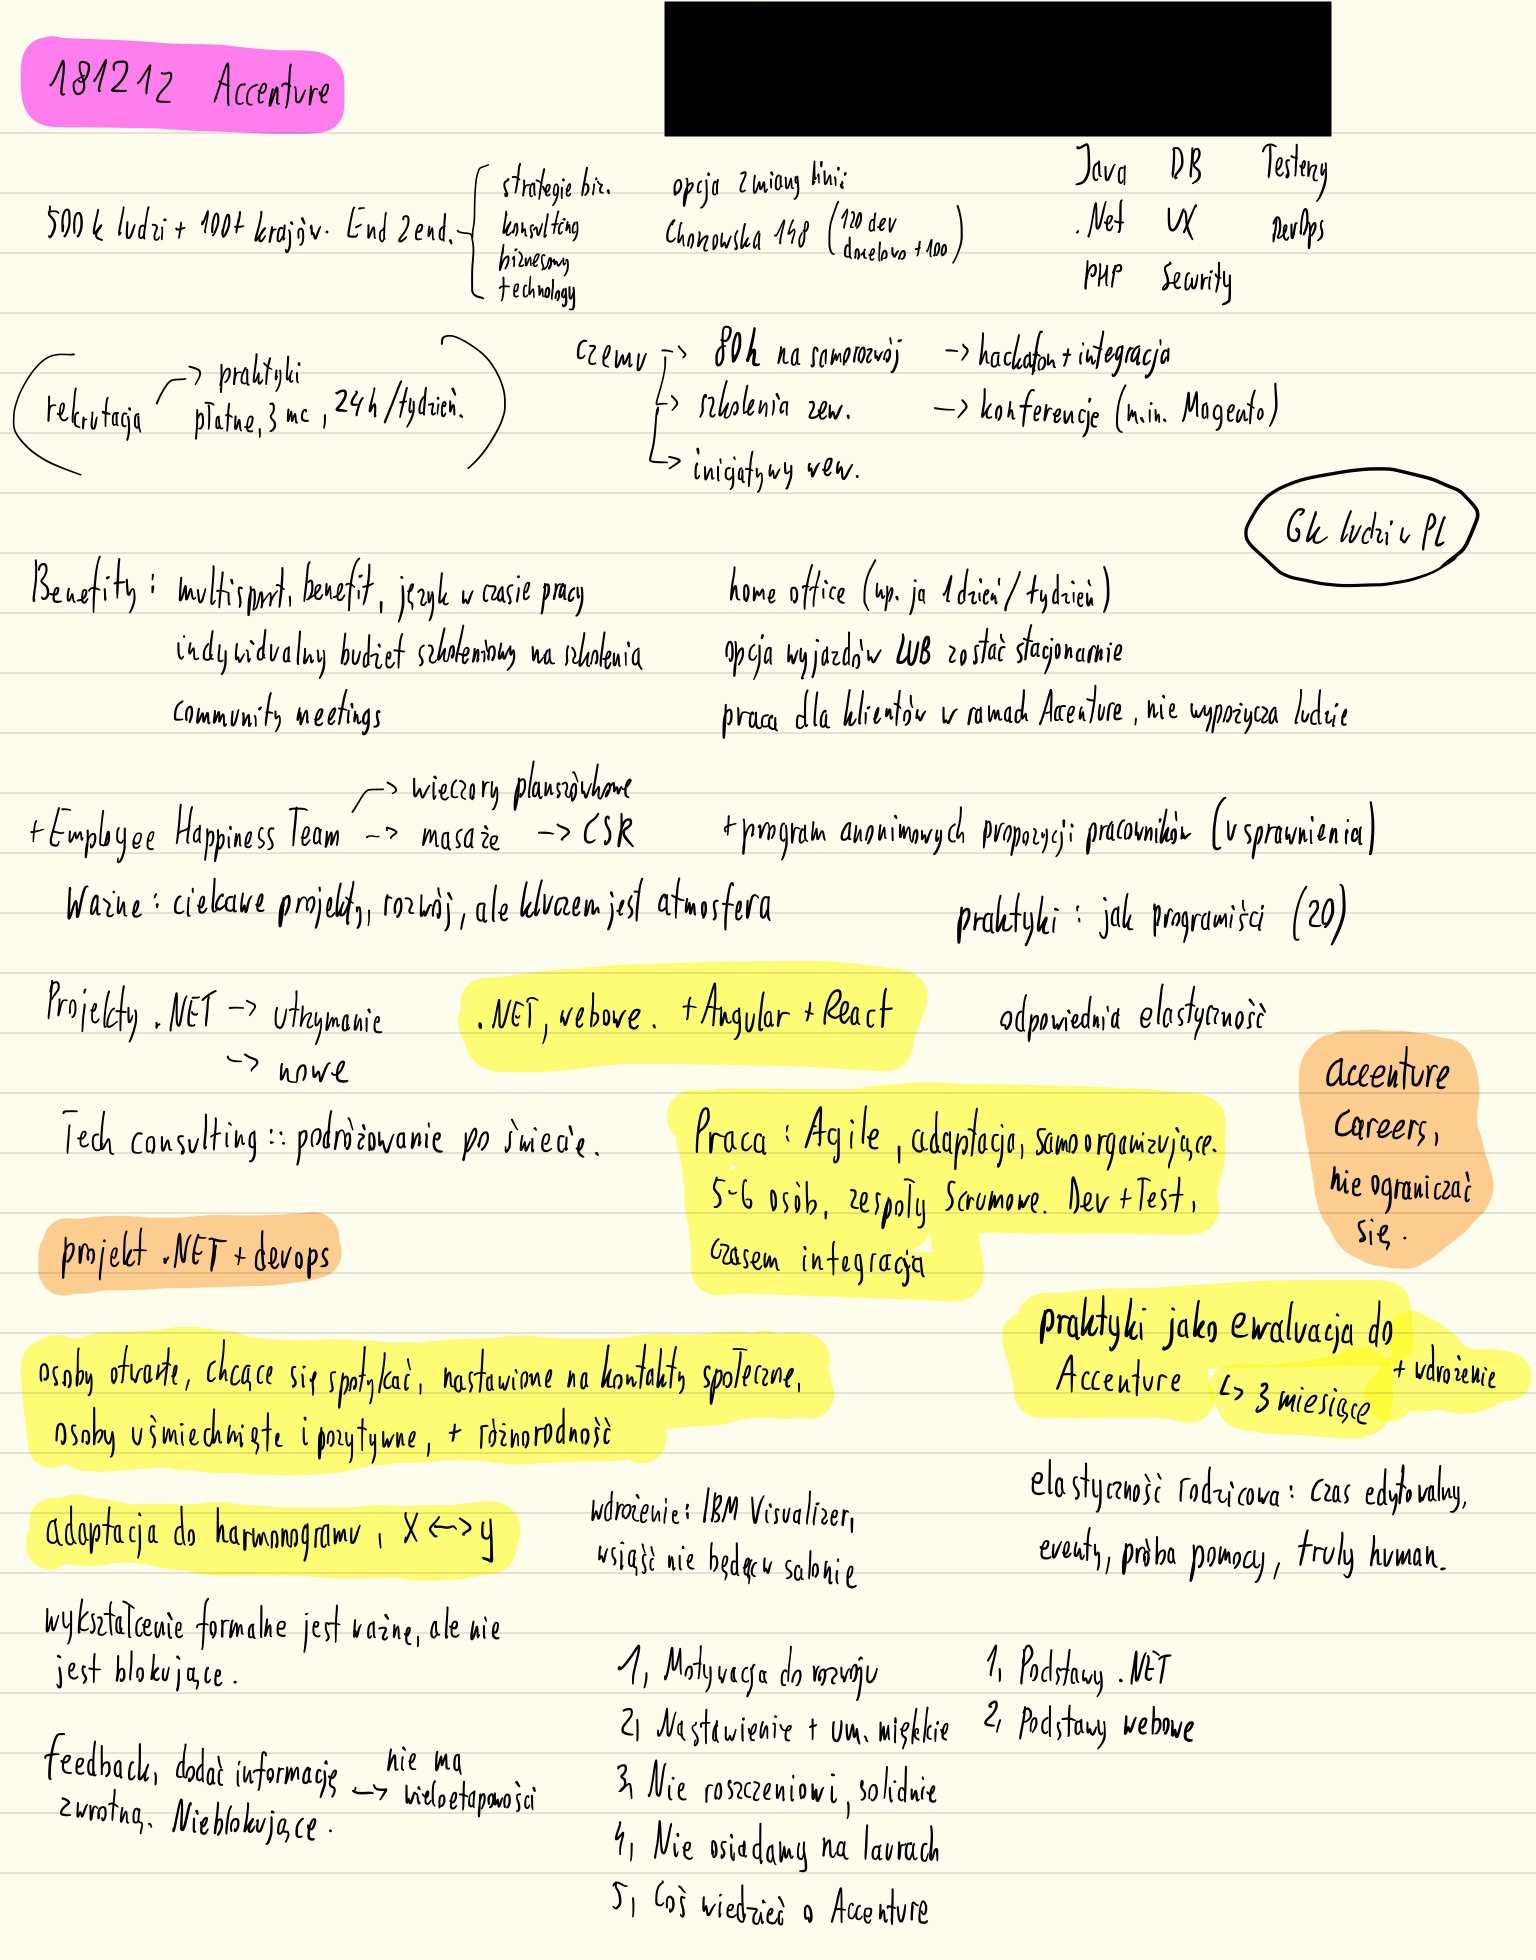 181212 Accenture
500k ludzi + 100+ krajów. End 2 end.
strategie biz.
konsulting
biznesowy
technology
opcja zmiany linii
Chorzowska 148 (120 dev
docelowo +100)
Java DB Testerzy
.Net UX DevOps
PHP Security
rekrutacja -> praktyki
płatne, 3 mc, 24h/tydzień.
czemu -> 80h na samorozwój -> hackaton + integracja
-> szkolenia zew. -> konferencje (m.in. Magento)
-> inicjatywy wew.
6k ludzi w PL
Benefity: multisport, benefit, język w czasie pracy
indywidualny budżet szkoleniowy na szkolenia
community meetings
home office (np. ja 1 dzień/tydzień)
opcja wyjazdów LUB zostać stacjonarnie
praca dla klientów w ramach Accenture, nie wypożycza ludzie
-> wieczory planszówkowe
+ Employee Happiness Team -> masaże -> CSR
+ program anonimowych propozycji pracowników (usprawnienia)
Ważne: ciekawe projekty, rozwój, ale kluczem jest atmosfera
praktyki: jak programiści (20)
Projekty .NET -> utrzymanie
-> nowe
.NET, webowe. + Angular + React
odpowiednia elastyczność
Tech consulting :: podróżowanie po świecie.
Praca: Agile, adaptacja, samoorganizujące.
5-6 osób, zespoły Scrumowe. Dev + Test,
czasem integracja
accenture
Careers,
nie ograniczać
się.
projekt .NET + devops
praktyki jako ewaluacja do
Accenture ↳ 3 miesiące + wdrożenie
osoby otwarte, chcące się spotykać, nastawione na kontakty społeczne,
osoby uśmiechnięte i pozytywne, + różnorodność
adaptacja do harmonogramu, X <-> y
wdrożenie: IBM Visualizer,
wsiąść nie będąc w salonie
elastyczność rodzicowa: czas edytowalny,
eventy, próba pomocy, truly human.
wykształcenie formalne jest ważne, ale nie
jest blokujące.
feedback, dodać informację
zwrotną. Nieblokujące.
-> nie ma
wieloetapowości
1, Motywacja do rozwoju
2, Nastawienie + um. miękkie
3, Nie roszczeniowi, solidnie
4, Nie osiadamy na laurach
5, Coś wiedzieć o Accenture
1, Podstawy .NET
2, Podstawy webowe